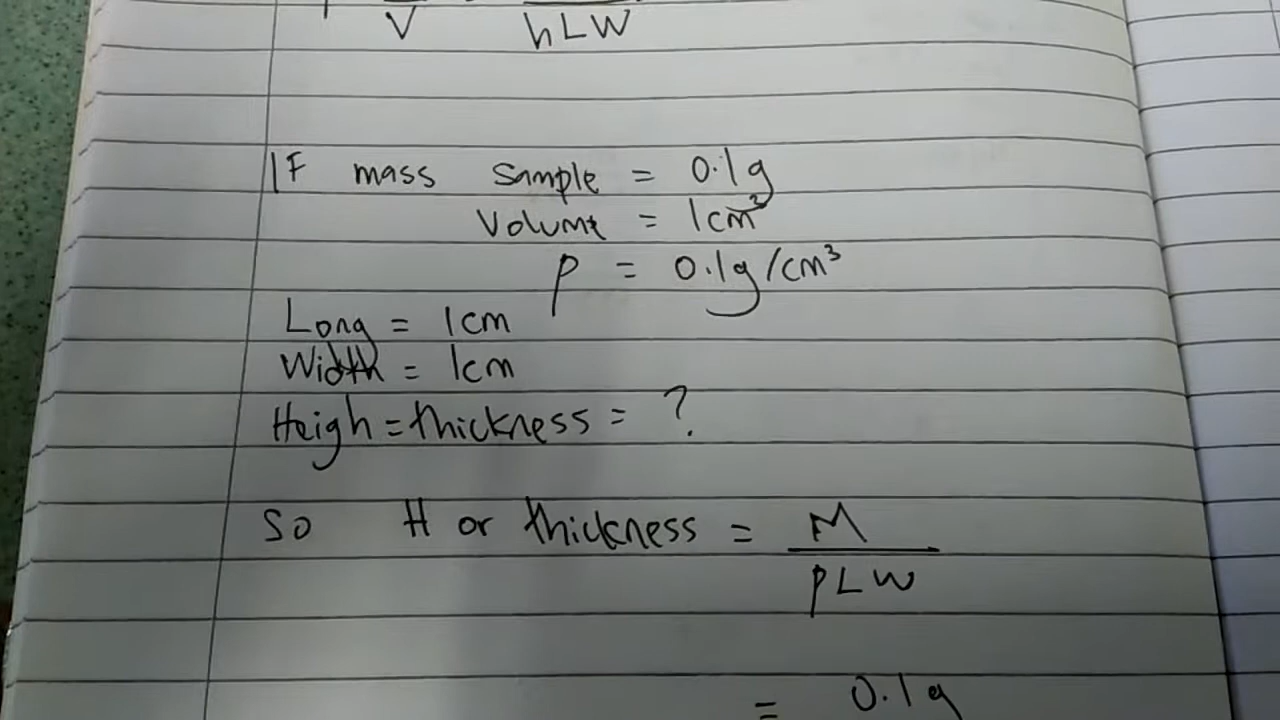 V hLW
IF mass sample = 0.1g
Volume = 1cm³
p = 0.1g/cm³
Long = 1cm
Width = 1cm
Heigh = thickness = ?
So H or thickness = M
pLW
= 0.1g